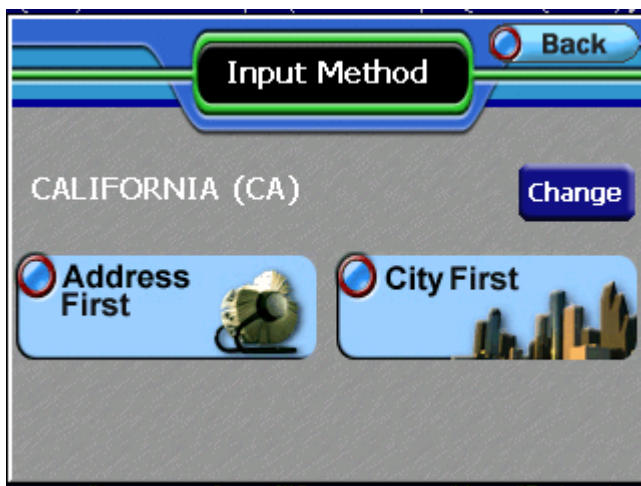 Back
Input Method
CALIFORNIA (CA)
Change
Address
First
City First